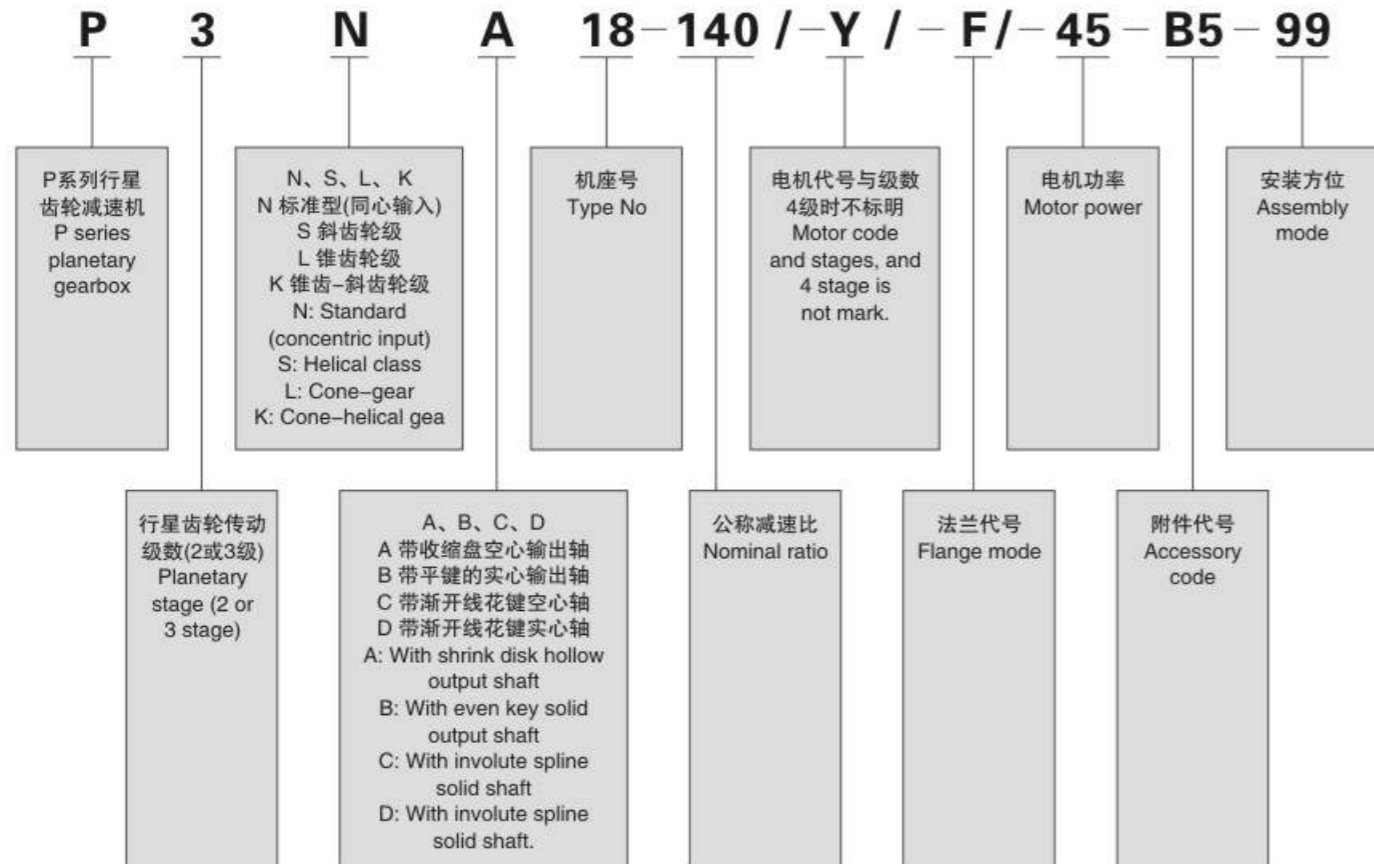 P 3 N A 18-140/-Y/-F/-45-B5-99
P系列行星
齿轮减速机
P series
planetary
gearbox
N、S、L、 K
N 标准型(同心输入)
S 斜齿轮级
L 锥齿轮级
K 锥齿–斜齿轮级
N: Standard
(concentric input)
S: Helical class
L: Cone–gear
K: Cone–helical gea
机座号
Type No
电机代号与级数
4级时不标明
Motor code
and stages, and
4 stage is
not mark.
电机功率
Motor power
安装方位
Assembly
mode
行星齿轮传动
级数(2或3级)
Planetary
stage (2 or
3 stage)
A、B、C、D
A 带收缩盘空心输出轴
B 带平键的实心输出轴
C 带渐开线花键空心轴
D 带渐开线花键实心轴
A: With shrink disk hollow
output shaft
B: With even key solid
output shaft
C: With involute spline
solid shaft
D: With involute spline
solid shaft.
公称减速比
Nominal ratio
法兰代号
Flange mode
附件代号
Accessory
code